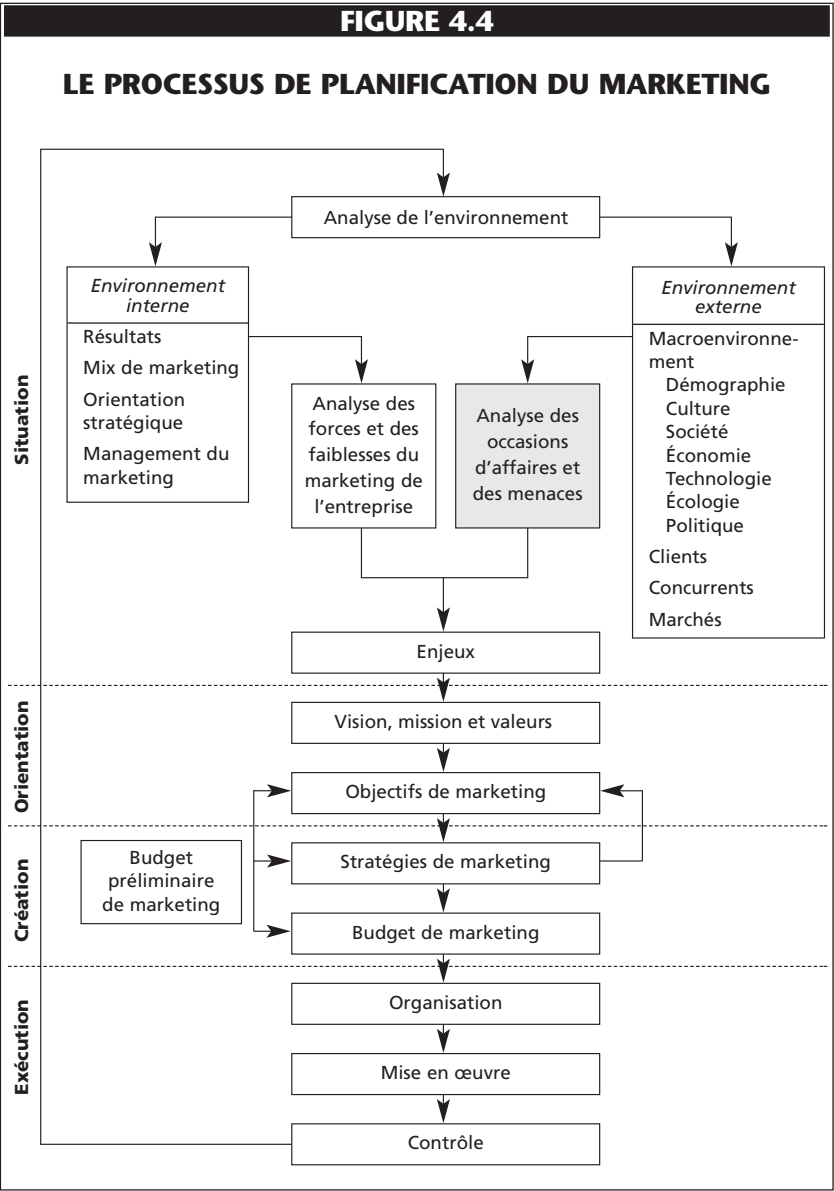 FIGURE 4.4
LE PROCESSUS DE PLANIFICATION DU MARKETING
Situation
Analyse de l'environnement
Environnement
interne
Résultats
Mix de marketing
Orientation
stratégique
Management du
marketing
Analyse des
forces et des
faiblesses du
marketing de
l'entreprise
Analyse des
occasions
d'affaires et
des menaces
Environnement
externe
Macroenvironne-
ment
Démographie
Culture
Société
Économie
Technologie
Écologie
Politique
Clients
Concurrents
Marchés
Enjeux
Orientation
Vision, mission et valeurs
Objectifs de marketing
Création
Budget
préliminaire
de marketing
Stratégies de marketing
Budget de marketing
Exécution
Organisation
Mise en œuvre
Contrôle